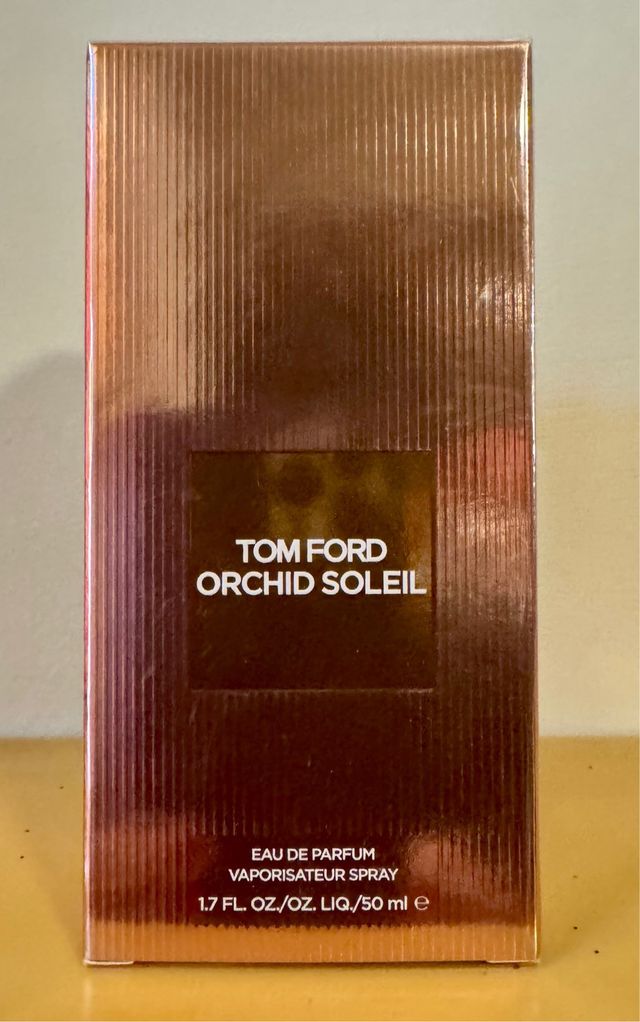 TOM FORD
ORCHID SOLEIL
EAU DE PARFUM
VAPORISATEUR SPRAY
1.7 FL. OZ./OZ. LIQ./50 ml ℮